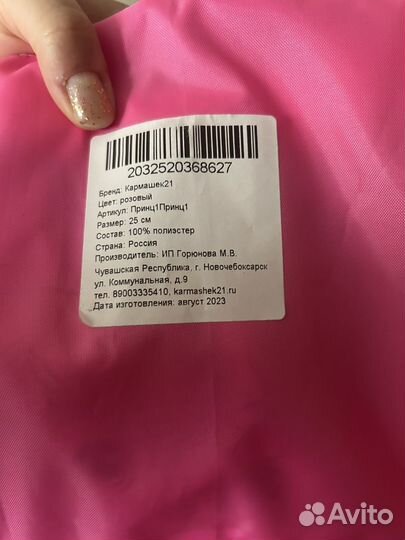 2032520368627
Бренд: Кармашек21
Цвет: розовый
Артикул: Принц1Принц1
Размер: 25 см
Состав: 100% полиэстер
Страна: Россия
Производитель: ИП Горюнова М.В.
Чувашская Республика, г. Новочебоксарск
ул. Коммунальная, д.9
тел. 89003335410, karmashek21.ru
Дата изготовления: август 2023
Avito